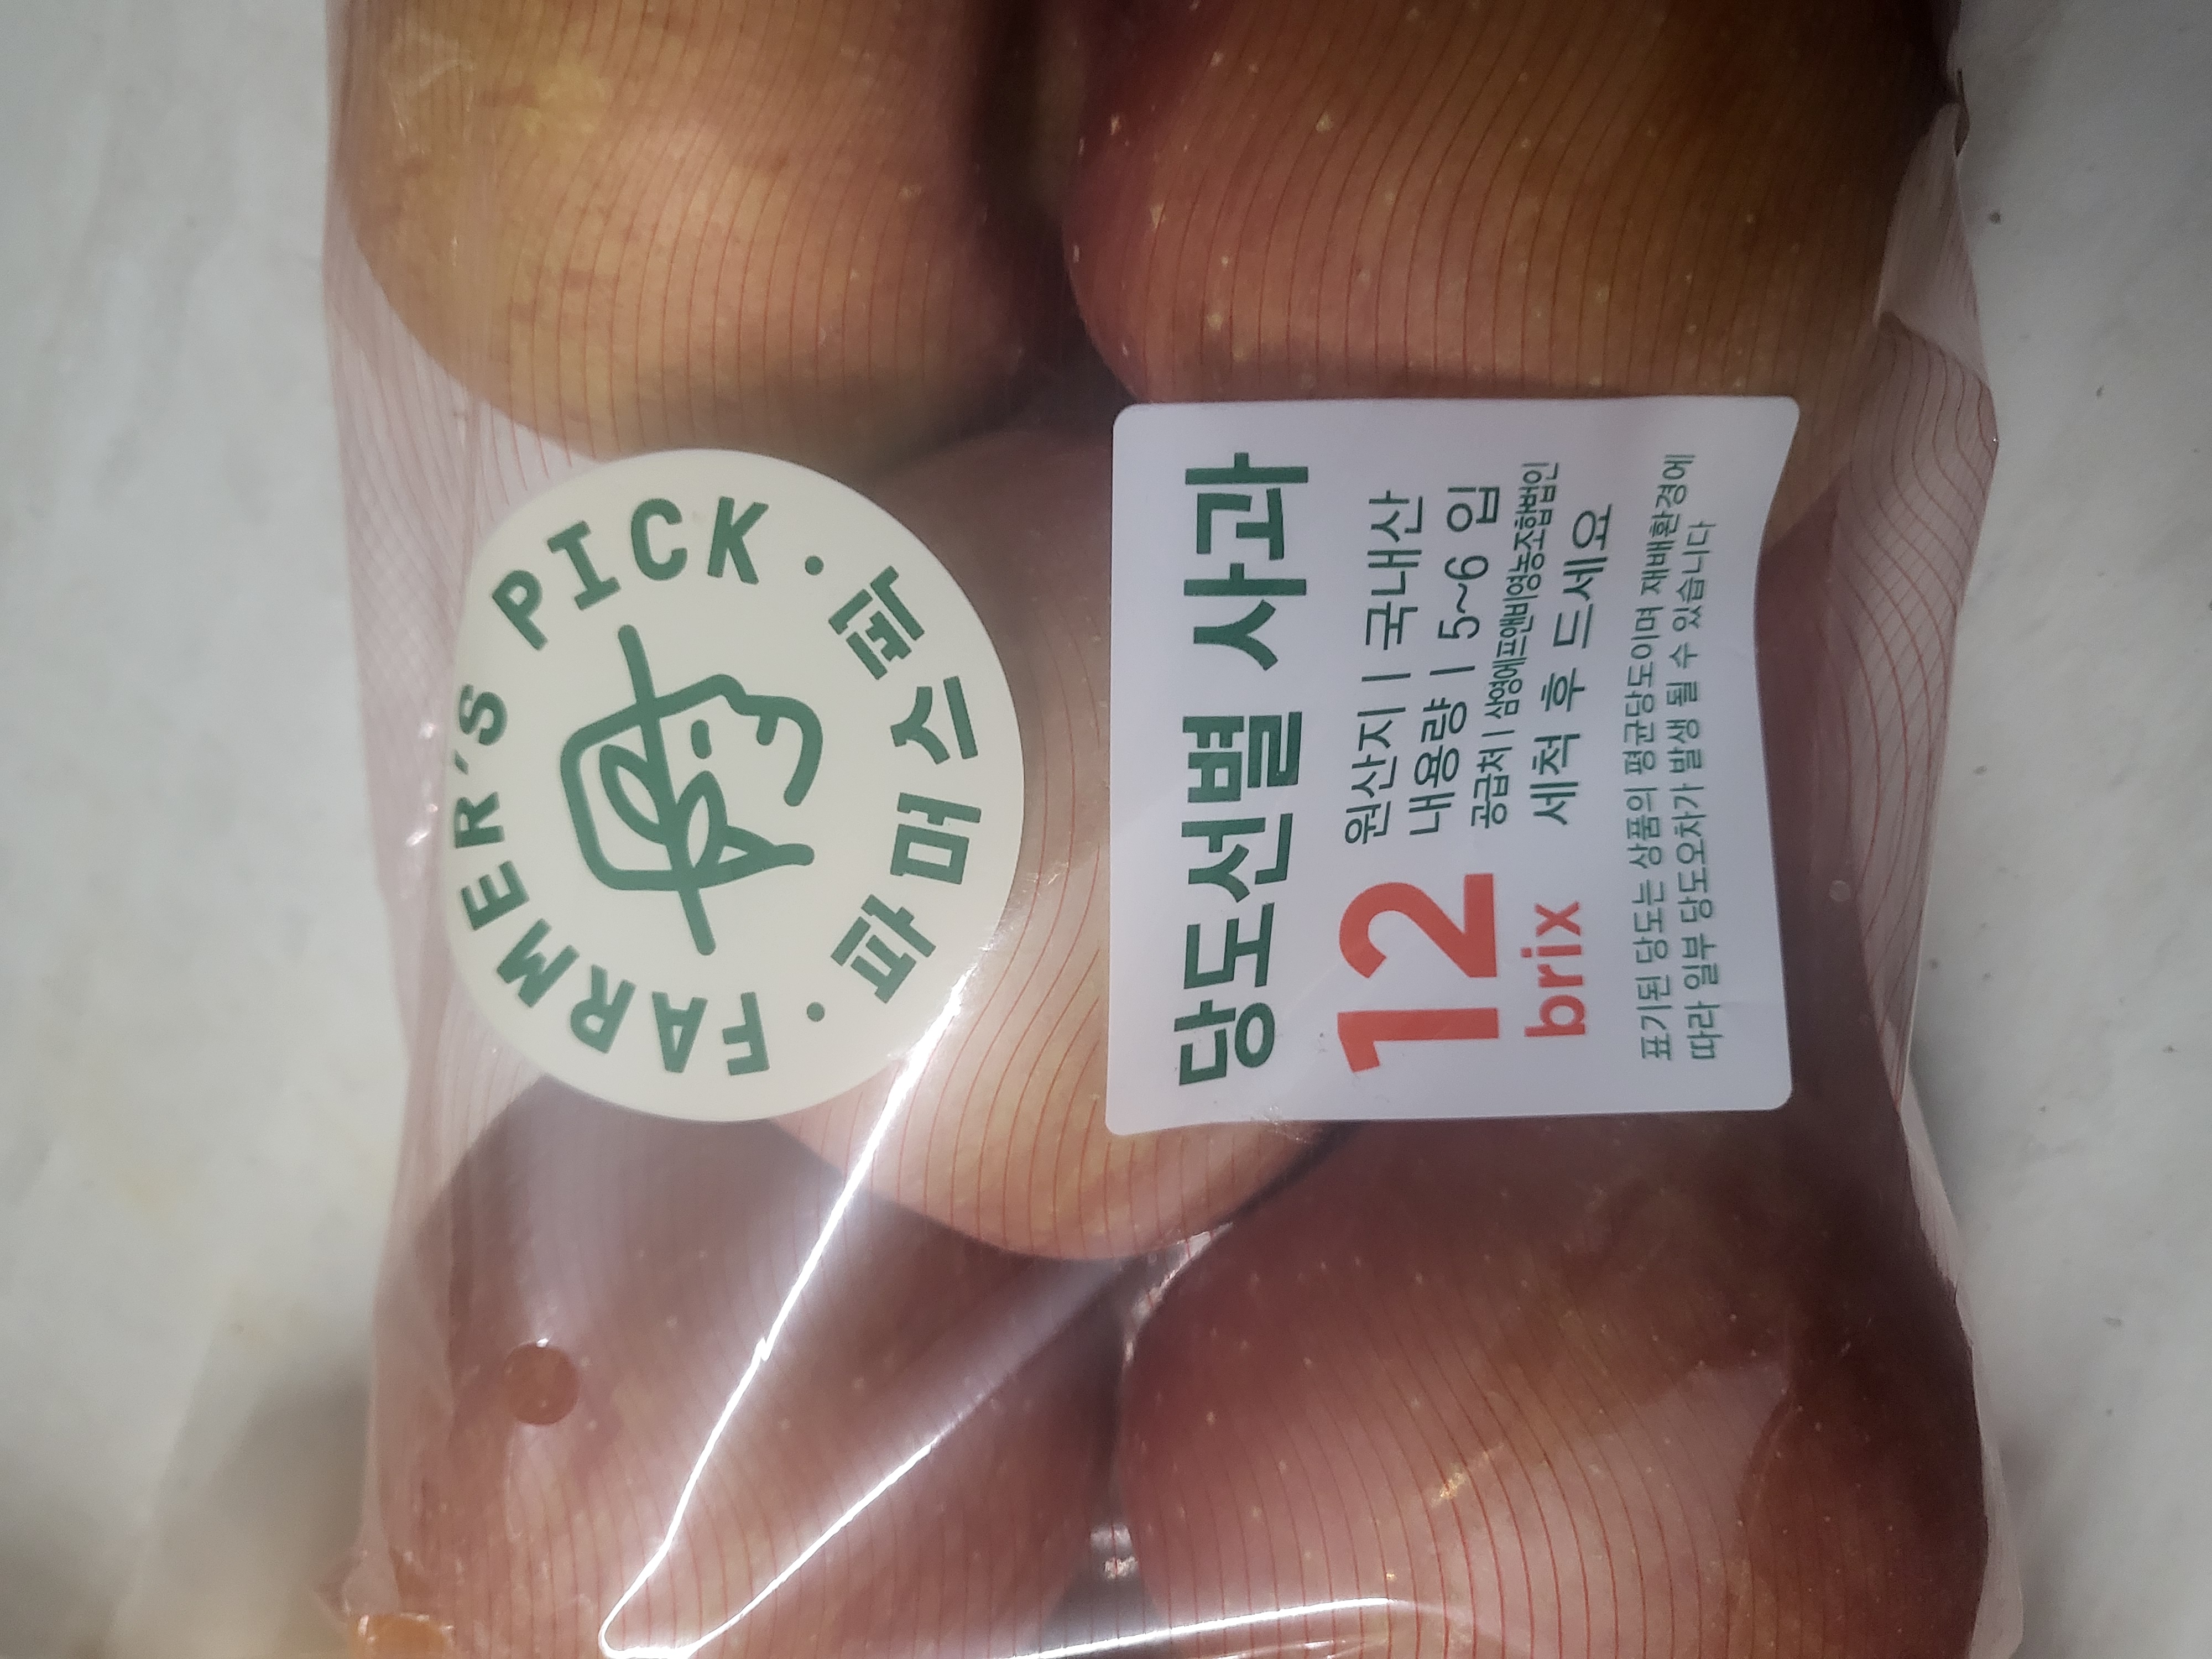 FARMER'S PICK
파머스픽
당도선별 사과
12
brix
원산지 | 국내산
내용량 | 5~6 입
공급처 | 삼영에프앤비영농조합법인
세척 후 드세요
표기된 당도는 상품의 평균당도이며 재배환경에
따라 일부 당도오차가 발생 될 수 있습니다